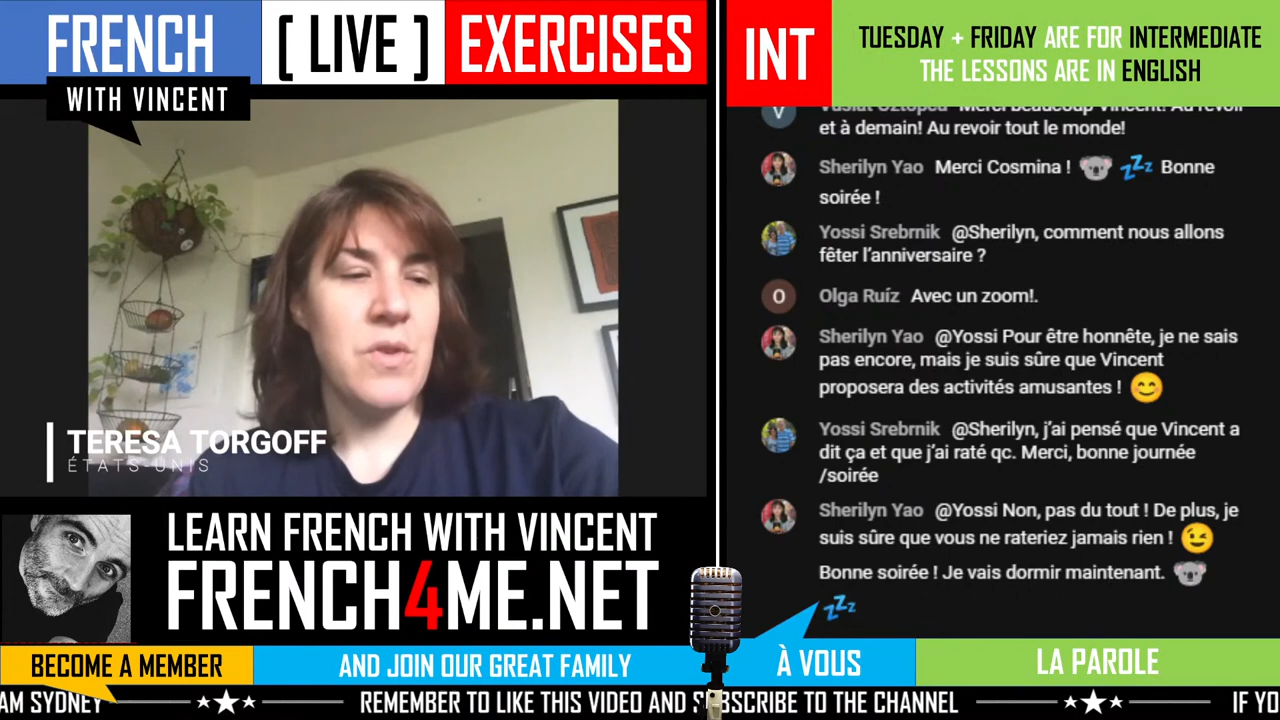 FRENCH
[ LIVE ]
EXERCISES
WITH VINCENT
INT
TUESDAY + FRIDAY ARE FOR INTERMEDIATE
THE LESSONS ARE IN ENGLISH
V
Merci beaucoup Vincent! Au revoir
et à demain! Au revoir tout le monde!
Sherilyn Yao Merci Cosmina ! 🐨 💤 Bonne
soirée !
Yossi Srebrnik @Sherilyn, comment nous allons
fêter l'anniversaire ?
O
Olga Ruíz Avec un zoom!.
Sherilyn Yao @Yossi Pour être honnête, je ne sais
pas encore, mais je suis sûre que Vincent
proposera des activités amusantes ! 😊
Yossi Srebrnik @Sherilyn, j'ai pensé que Vincent a
dit ça et que j'ai raté qc. Merci, bonne journée
/soirée
Sherilyn Yao @Yossi Non, pas du tout ! De plus, je
suis sûre que vous ne rateriez jamais rien ! 😉
Bonne soirée ! Je vais dormir maintenant. 🐨
💤
TERESA TORGOFF
ÉTATS-UNIS
LEARN FRENCH WITH VINCENT
FRENCH4ME.NET
BECOME A MEMBER
AND JOIN OUR GREAT FAMILY
À VOUS
LA PAROLE
AM SYDNEY
REMEMBER TO LIKE THIS VIDEO AND SUBSCRIBE TO THE CHANNEL
IF YO